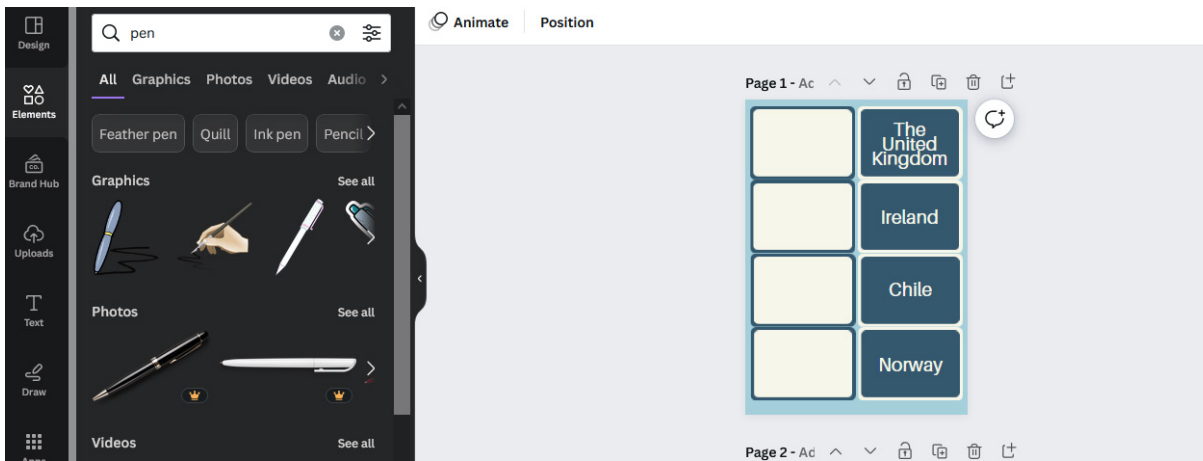 Design
Elements
Brand Hub
CO.
Uploads
Text
Draw
pen
All Graphics Photos Videos Audio
Feather pen Quill Ink pen Pencil
Graphics See all
Photos See all
Videos See all
Animate Position
Page 1 - Ad
The
United
Kingdom
Ireland
Chile
Norway
Page 2 - Ad